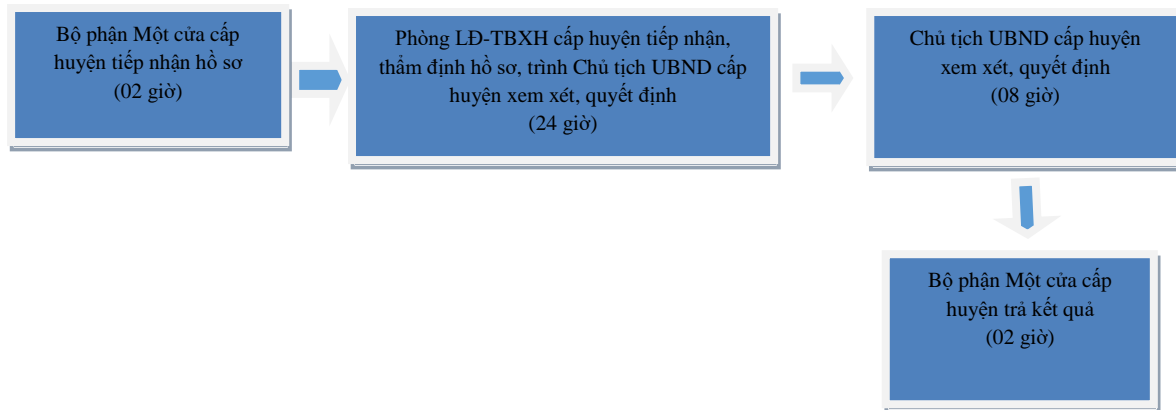 Bộ phận Một cửa cấp
huyện tiếp nhận hồ sơ
(02 giờ)
Phòng LĐ-TBXH cấp huyện tiếp nhận,
thẩm định hồ sơ, trình Chủ tịch UBND cấp
huyện xem xét, quyết định
(24 giờ)
Chủ tịch UBND cấp huyện
xem xét, quyết định
(08 giờ)
Bộ phận Một cửa cấp
huyện trả kết quả
(02 giờ)